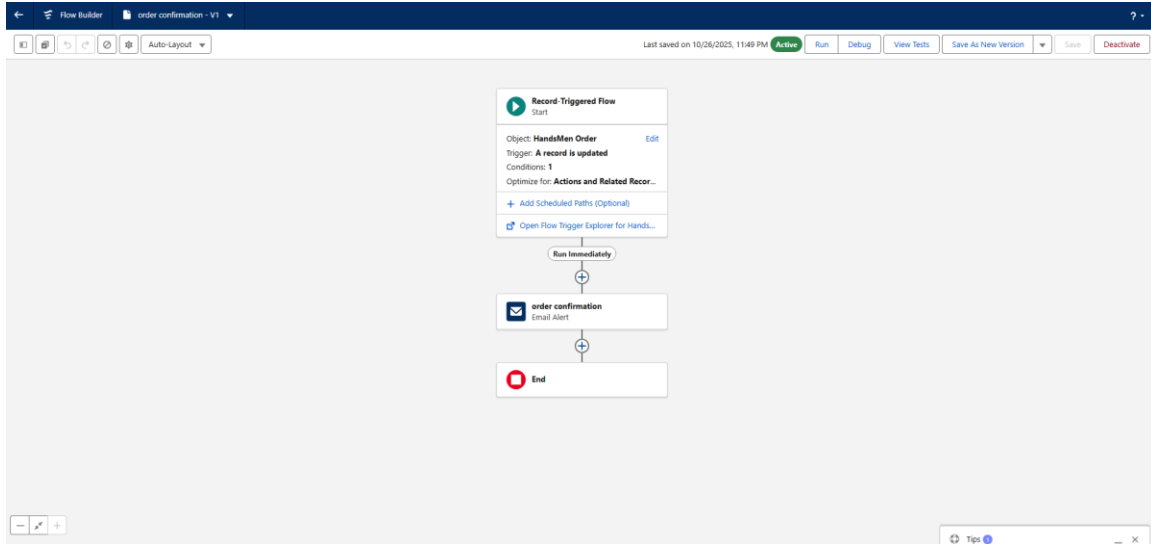 Flow Builder order confirmation - V1 ?
Auto-Layout Last saved on 10/26/2025, 11:49 PM Active Run Debug View Tests Save As New Version Save Deactivate
Record-Triggered Flow
Start
Object: HandsMen Order Edit
Trigger: A record is updated
Conditions: 1
Optimize for: Actions and Related Recor...
+ Add Scheduled Paths (Optional)
Open Flow Trigger Explorer for Hands...
Run Immediately
order confirmation
Email Alert
End
Tips 1